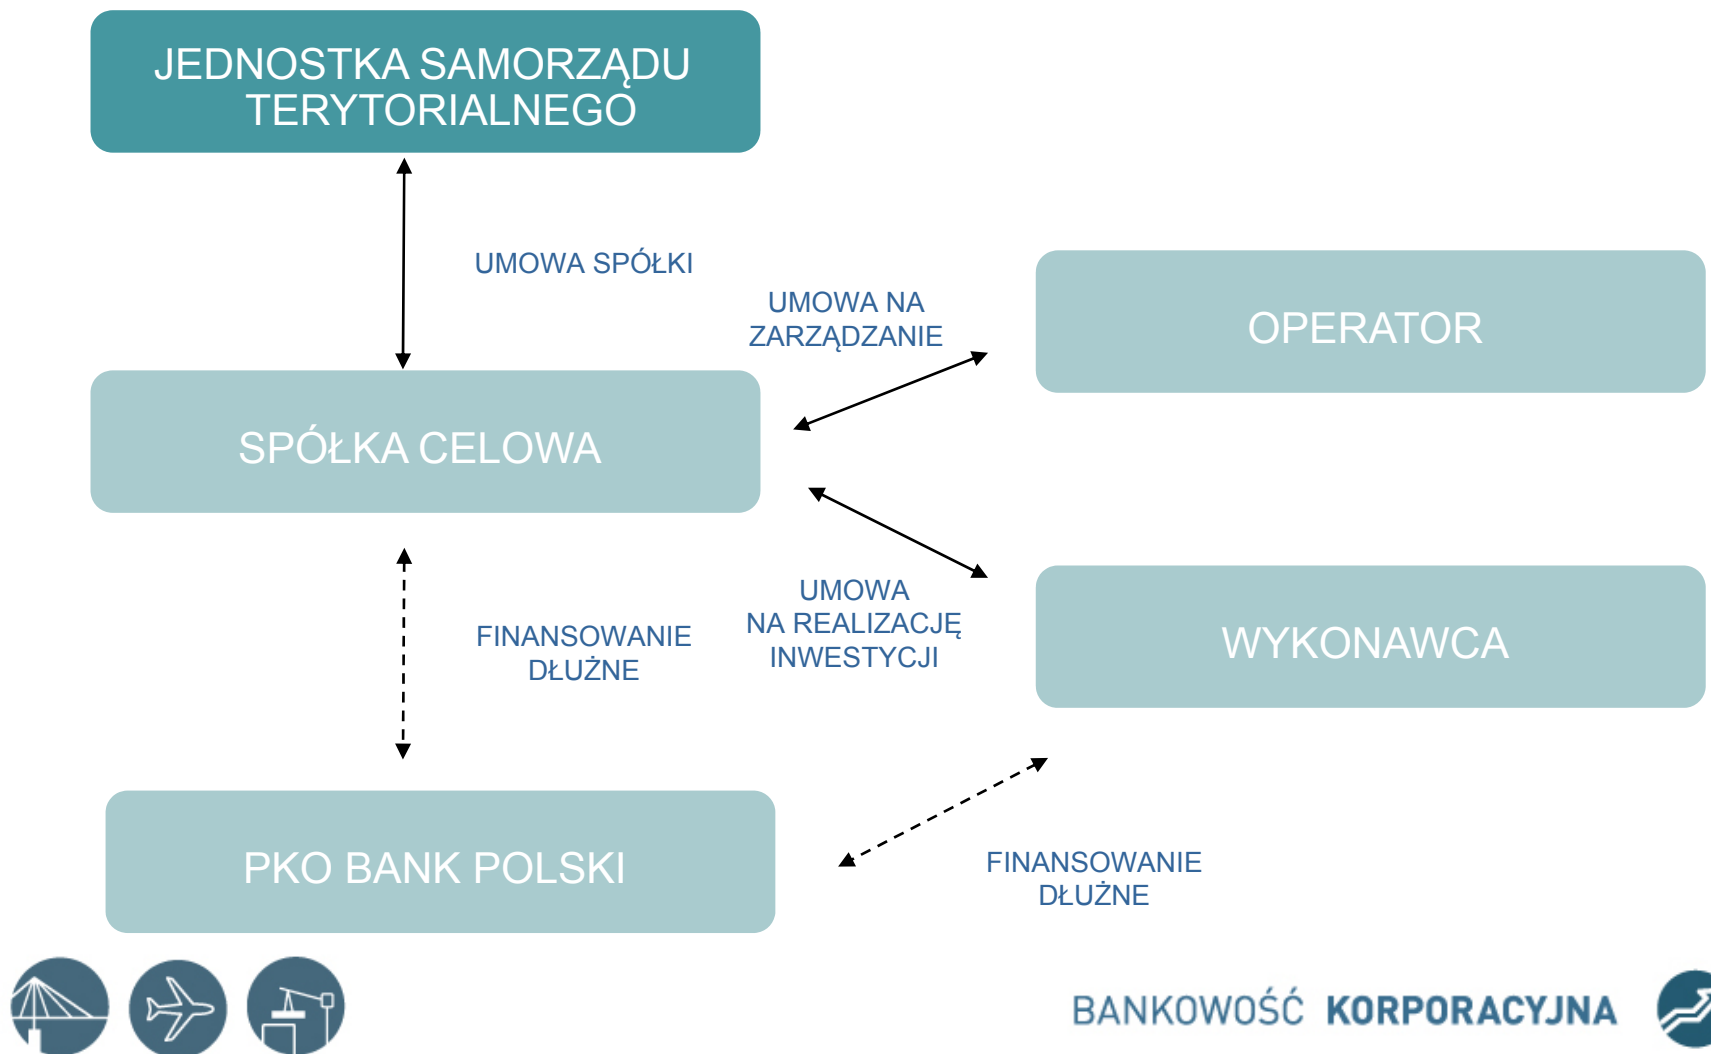 JEDNOSTKA SAMORZĄDU
TERYTORIALNEGO
UMOWA SPÓŁKI
UMOWA NA
ZARZĄDZANIE
OPERATOR
SPÓŁKA CELOWA
UMOWA
NA REALIZACJĘ
INWESTYCJI
FINANSOWANIE
DŁUŻNE
WYKONAWCA
PKO BANK POLSKI
FINANSOWANIE
DŁUŻNE
BANKOWOŚĆ KORPORACYJNA